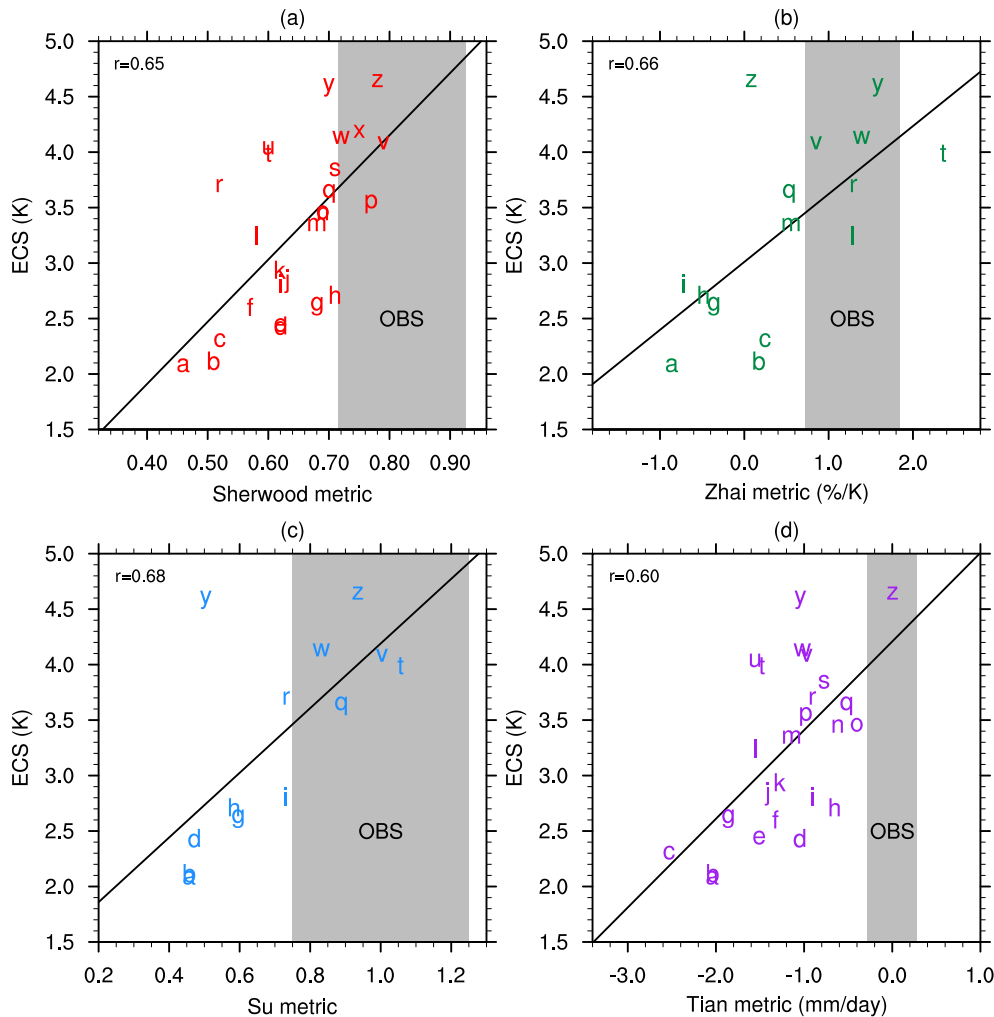 (a)
r=0.65
5.0
4.5
4.0
3.5
3.0
2.5
2.0
1.5
ECS (K)
y
z
w
x
v
u
t
s
r
q
p
o
n
m
l
k
j
i
h
g
f
e
d
c
b
a
OBS
0.40 0.50 0.60 0.70 0.80 0.90
Sherwood metric
(b)
r=0.66
5.0
4.5
4.0
3.5
3.0
2.5
2.0
1.5
ECS (K)
z
y
w
v
t
r
q
m
l
i
h
g
c
b
a
OBS
-1.0 0.0 1.0 2.0
Zhai metric (%/K)
(c)
r=0.68
5.0
4.5
4.0
3.5
3.0
2.5
2.0
1.5
ECS (K)
y
z
w
v
t
r
q
i
h
g
d
b
a
OBS
0.2 0.4 0.6 0.8 1.0 1.2
Su metric
(d)
r=0.60
5.0
4.5
4.0
3.5
3.0
2.5
2.0
1.5
ECS (K)
y
z
w
v
u
t
s
r
q
p
n
o
m
l
k
j
i
h
g
f
e
d
c
b
a
OBS
-3.0 -2.0 -1.0 0.0 1.0
Tian metric (mm/day)